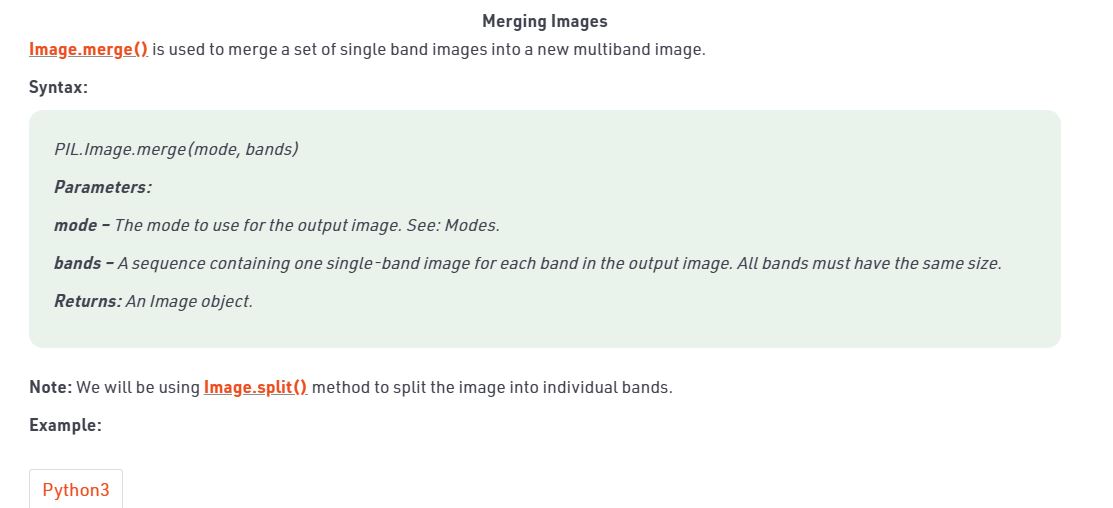 Merging Images
Image.merge() is used to merge a set of single band images into a new multiband image.
Syntax:
PIL.Image.merge(mode, bands)
Parameters:
mode – The mode to use for the output image. See: Modes.
bands – A sequence containing one single-band image for each band in the output image. All bands must have the same size.
Returns: An Image object.
Note: We will be using Image.split() method to split the image into individual bands.
Example:
Python3